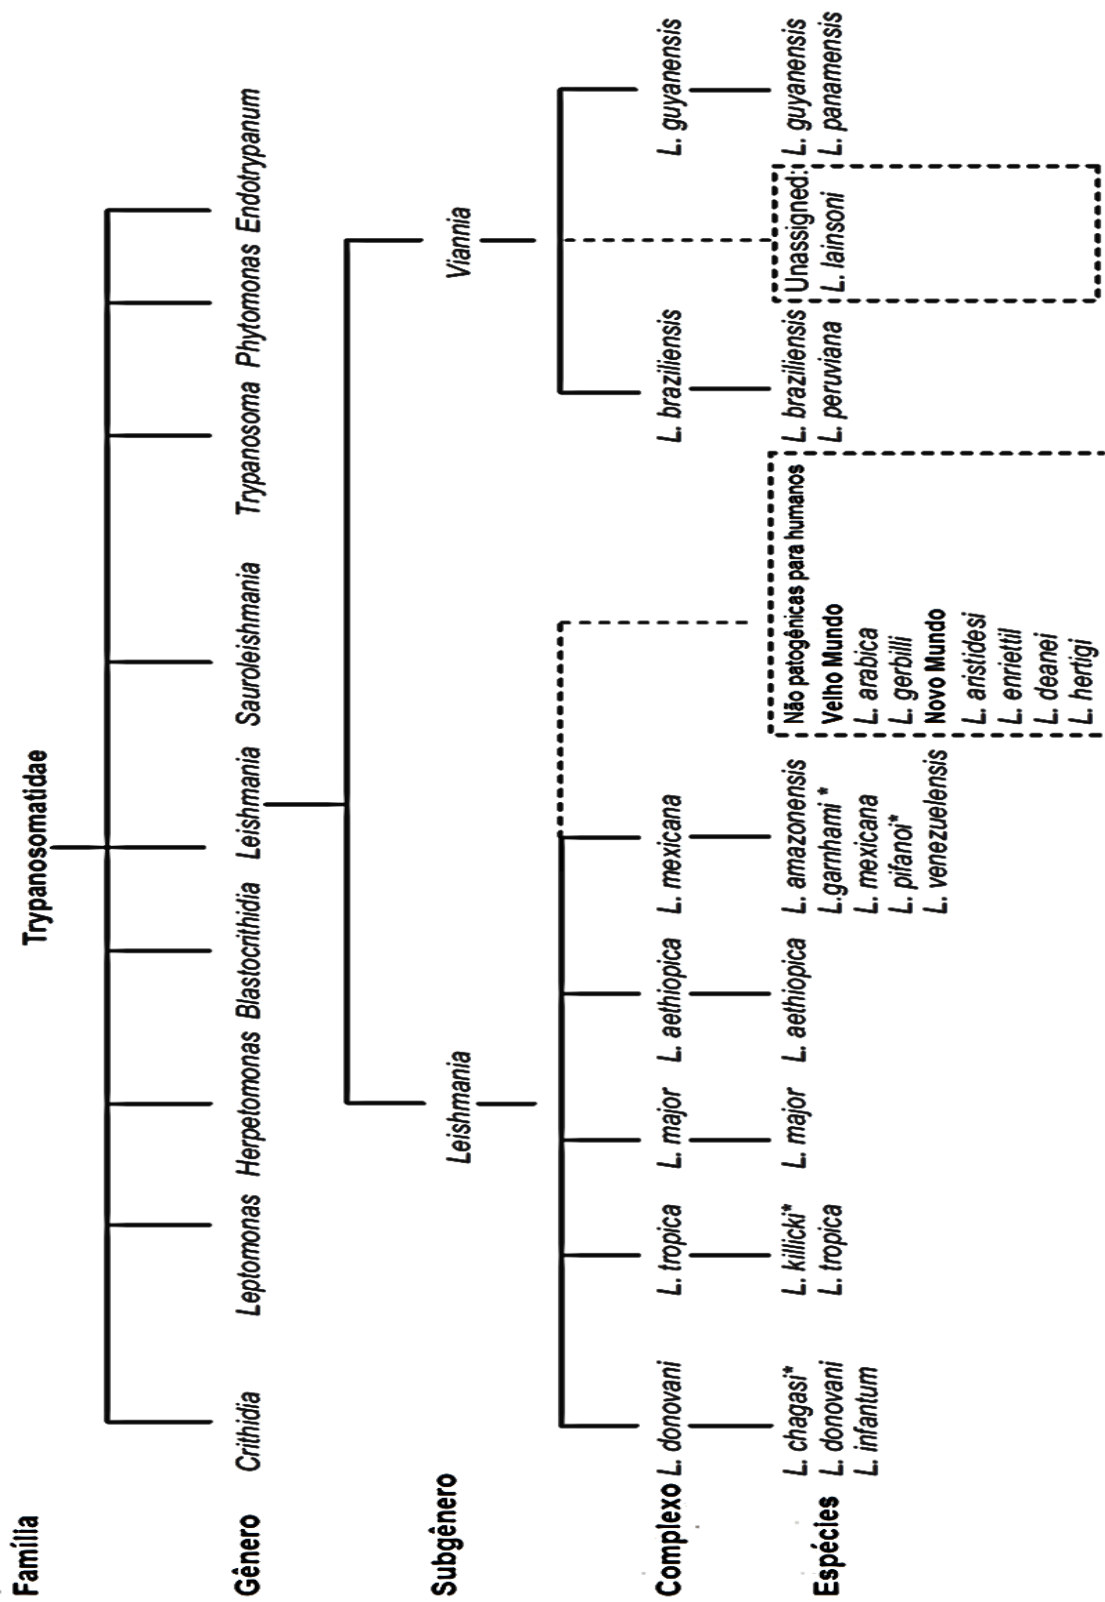 Família
Trypanosomatidae
Gênero
Crithidia
Leptomonas
Herpetomonas
Blastocrithidia
Leishmania
Sauroleishmania
Trypanosoma
Phytomonas
Endotrypanum
Subgênero
Leishmania
Viannia
Complexo
L. donovani
L. tropica
L. major
L. aethiopica
L. mexicana
L. braziliensis
L. guyanensis
Espécies
L. chagasi*
L. donovani
L. infantum
L. killicki*
L. tropica
L. major
L. aethiopica
L. amazonensis
L.garnhami *
L. mexicana
L. pifanoi*
L. venezuelensis
Não patogênicas para humanos
Velho Mundo
L. arabica
L. gerbilli
Novo Mundo
L. aristidesi
L. enriettil
L. deanei
L. hertigi
L. braziliensis
L. peruviana
Unassigned:
L. lainsoni
L. guyanensis
L. panamensis